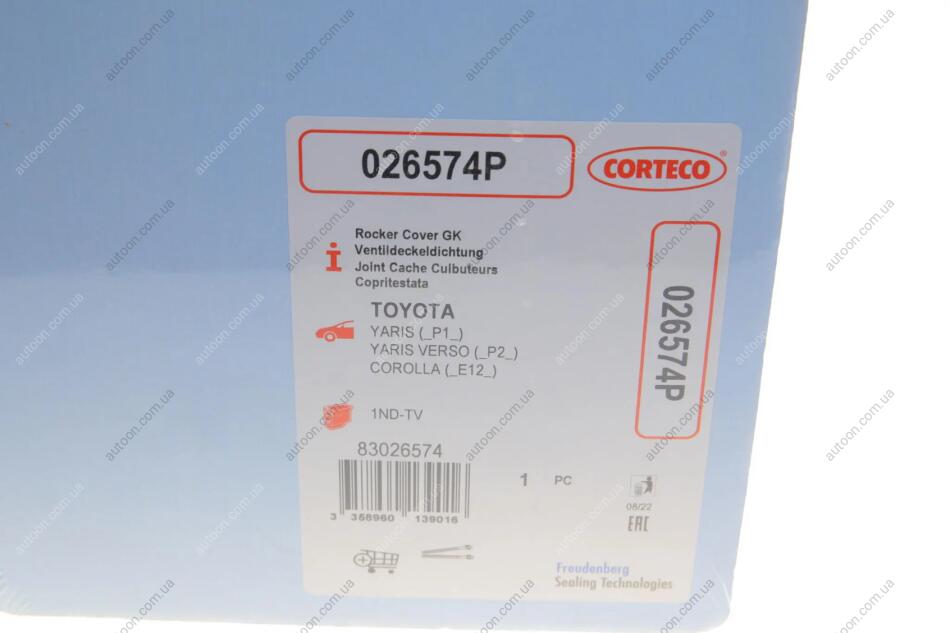 026574P
CORTECO®
Rocker Cover GK
Ventildeckeldichtung
Joint Cache Culbuteurs
Copritestata
TOYOTA
YARIS (_P1_)
YARIS VERSO (_P2_)
COROLLA (_E12_)
026574P
1ND-TV
83026574
3 358960 139016
1 PC
08/22
EAC
Freudenberg
Sealing Technologies
autoon.com.ua